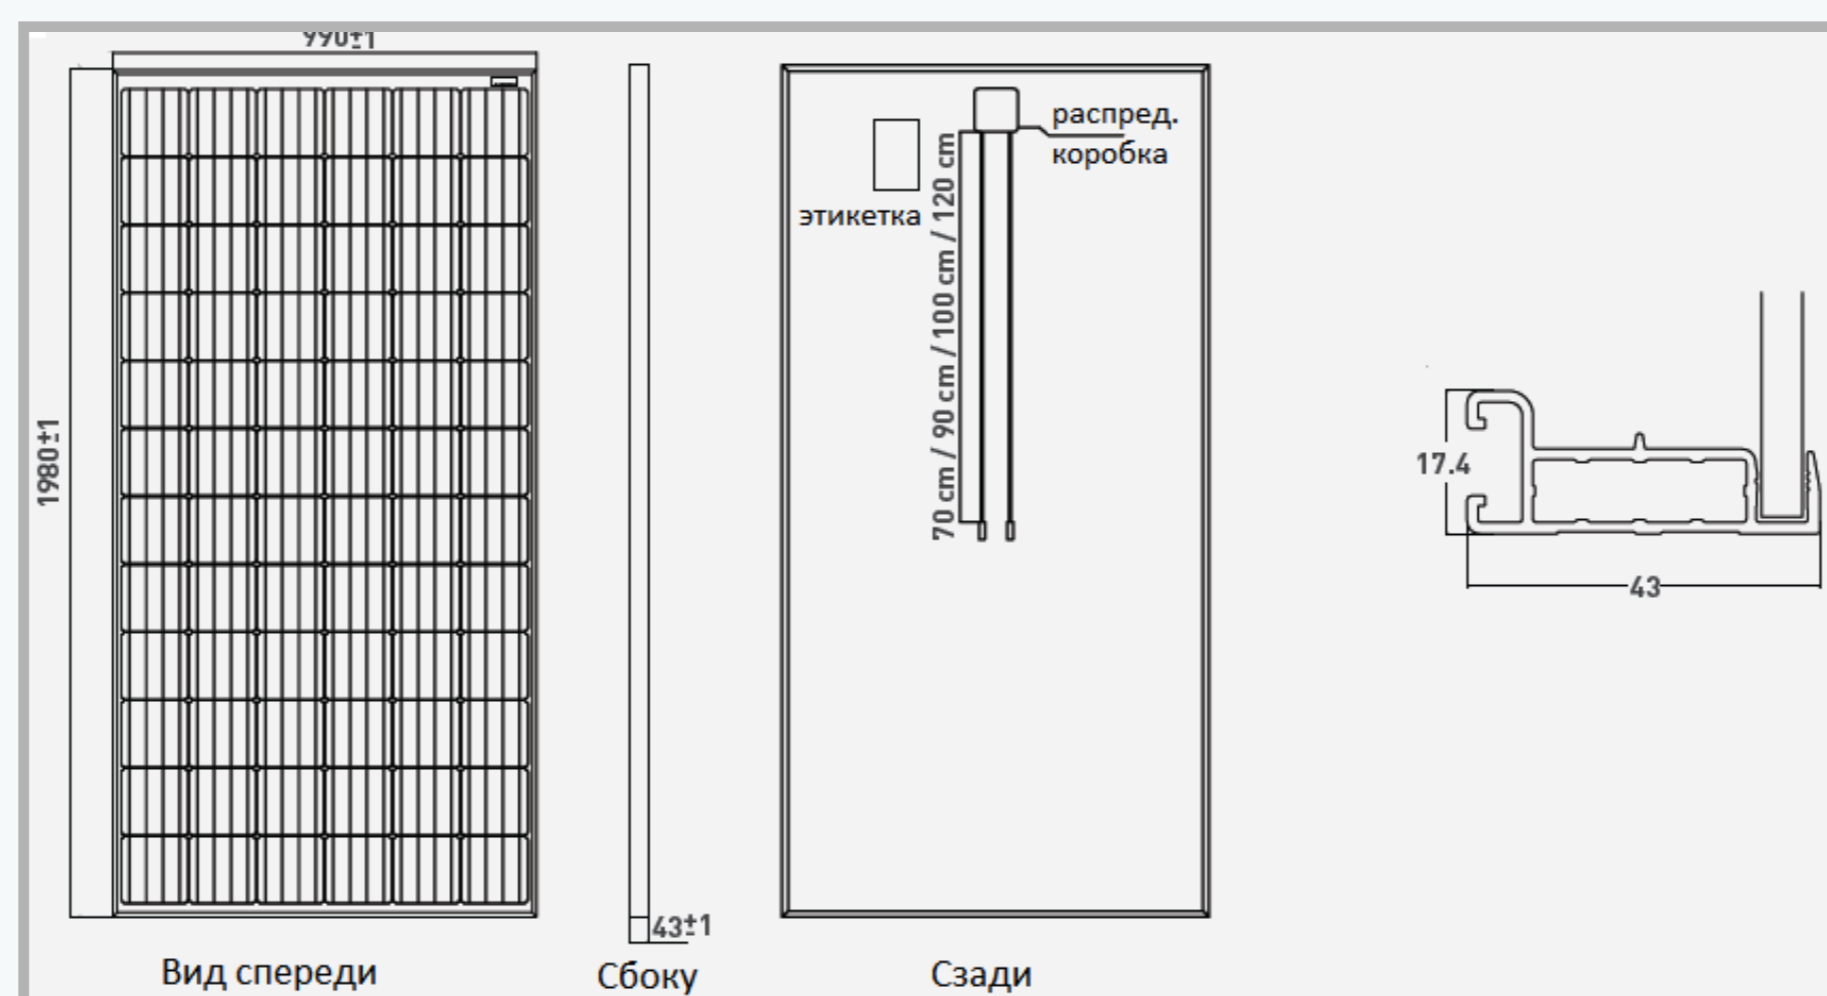 990±1
1980±1
43±1
распред.
коробка
этикетка
70 cm / 90 cm / 100 cm / 120 cm
17.4
43
Вид спереди
Сбоку
Сзади